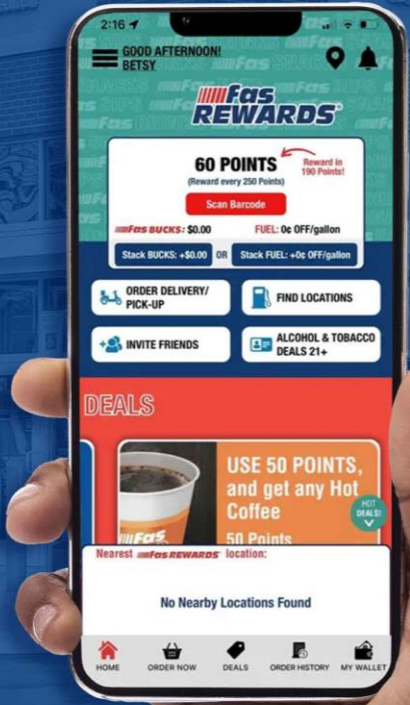 2:16
GOOD AFTERNOON!
BETSY
fas
REWARDS®
60 POINTS
(Reward every 250 Points)
Reward in
190 Points!
Scan Barcode
fas BUCKS: $0.00
FUEL: 0¢ OFF/gallon
Stack BUCKS: +$0.00 OR Stack FUEL: +0¢ OFF/gallon
ORDER DELIVERY/
PICK-UP
FIND LOCATIONS
INVITE FRIENDS
ALCOHOL & TOBACCO
DEALS 21+
DEALS
USE 50 POINTS,
and get any Hot
Coffee
50 Points
HOT
DEALS!
fas
Nearest fas REWARDS® location:
No Nearby Locations Found
HOME
ORDER NOW
DEALS
ORDER HISTORY
MY WALLET